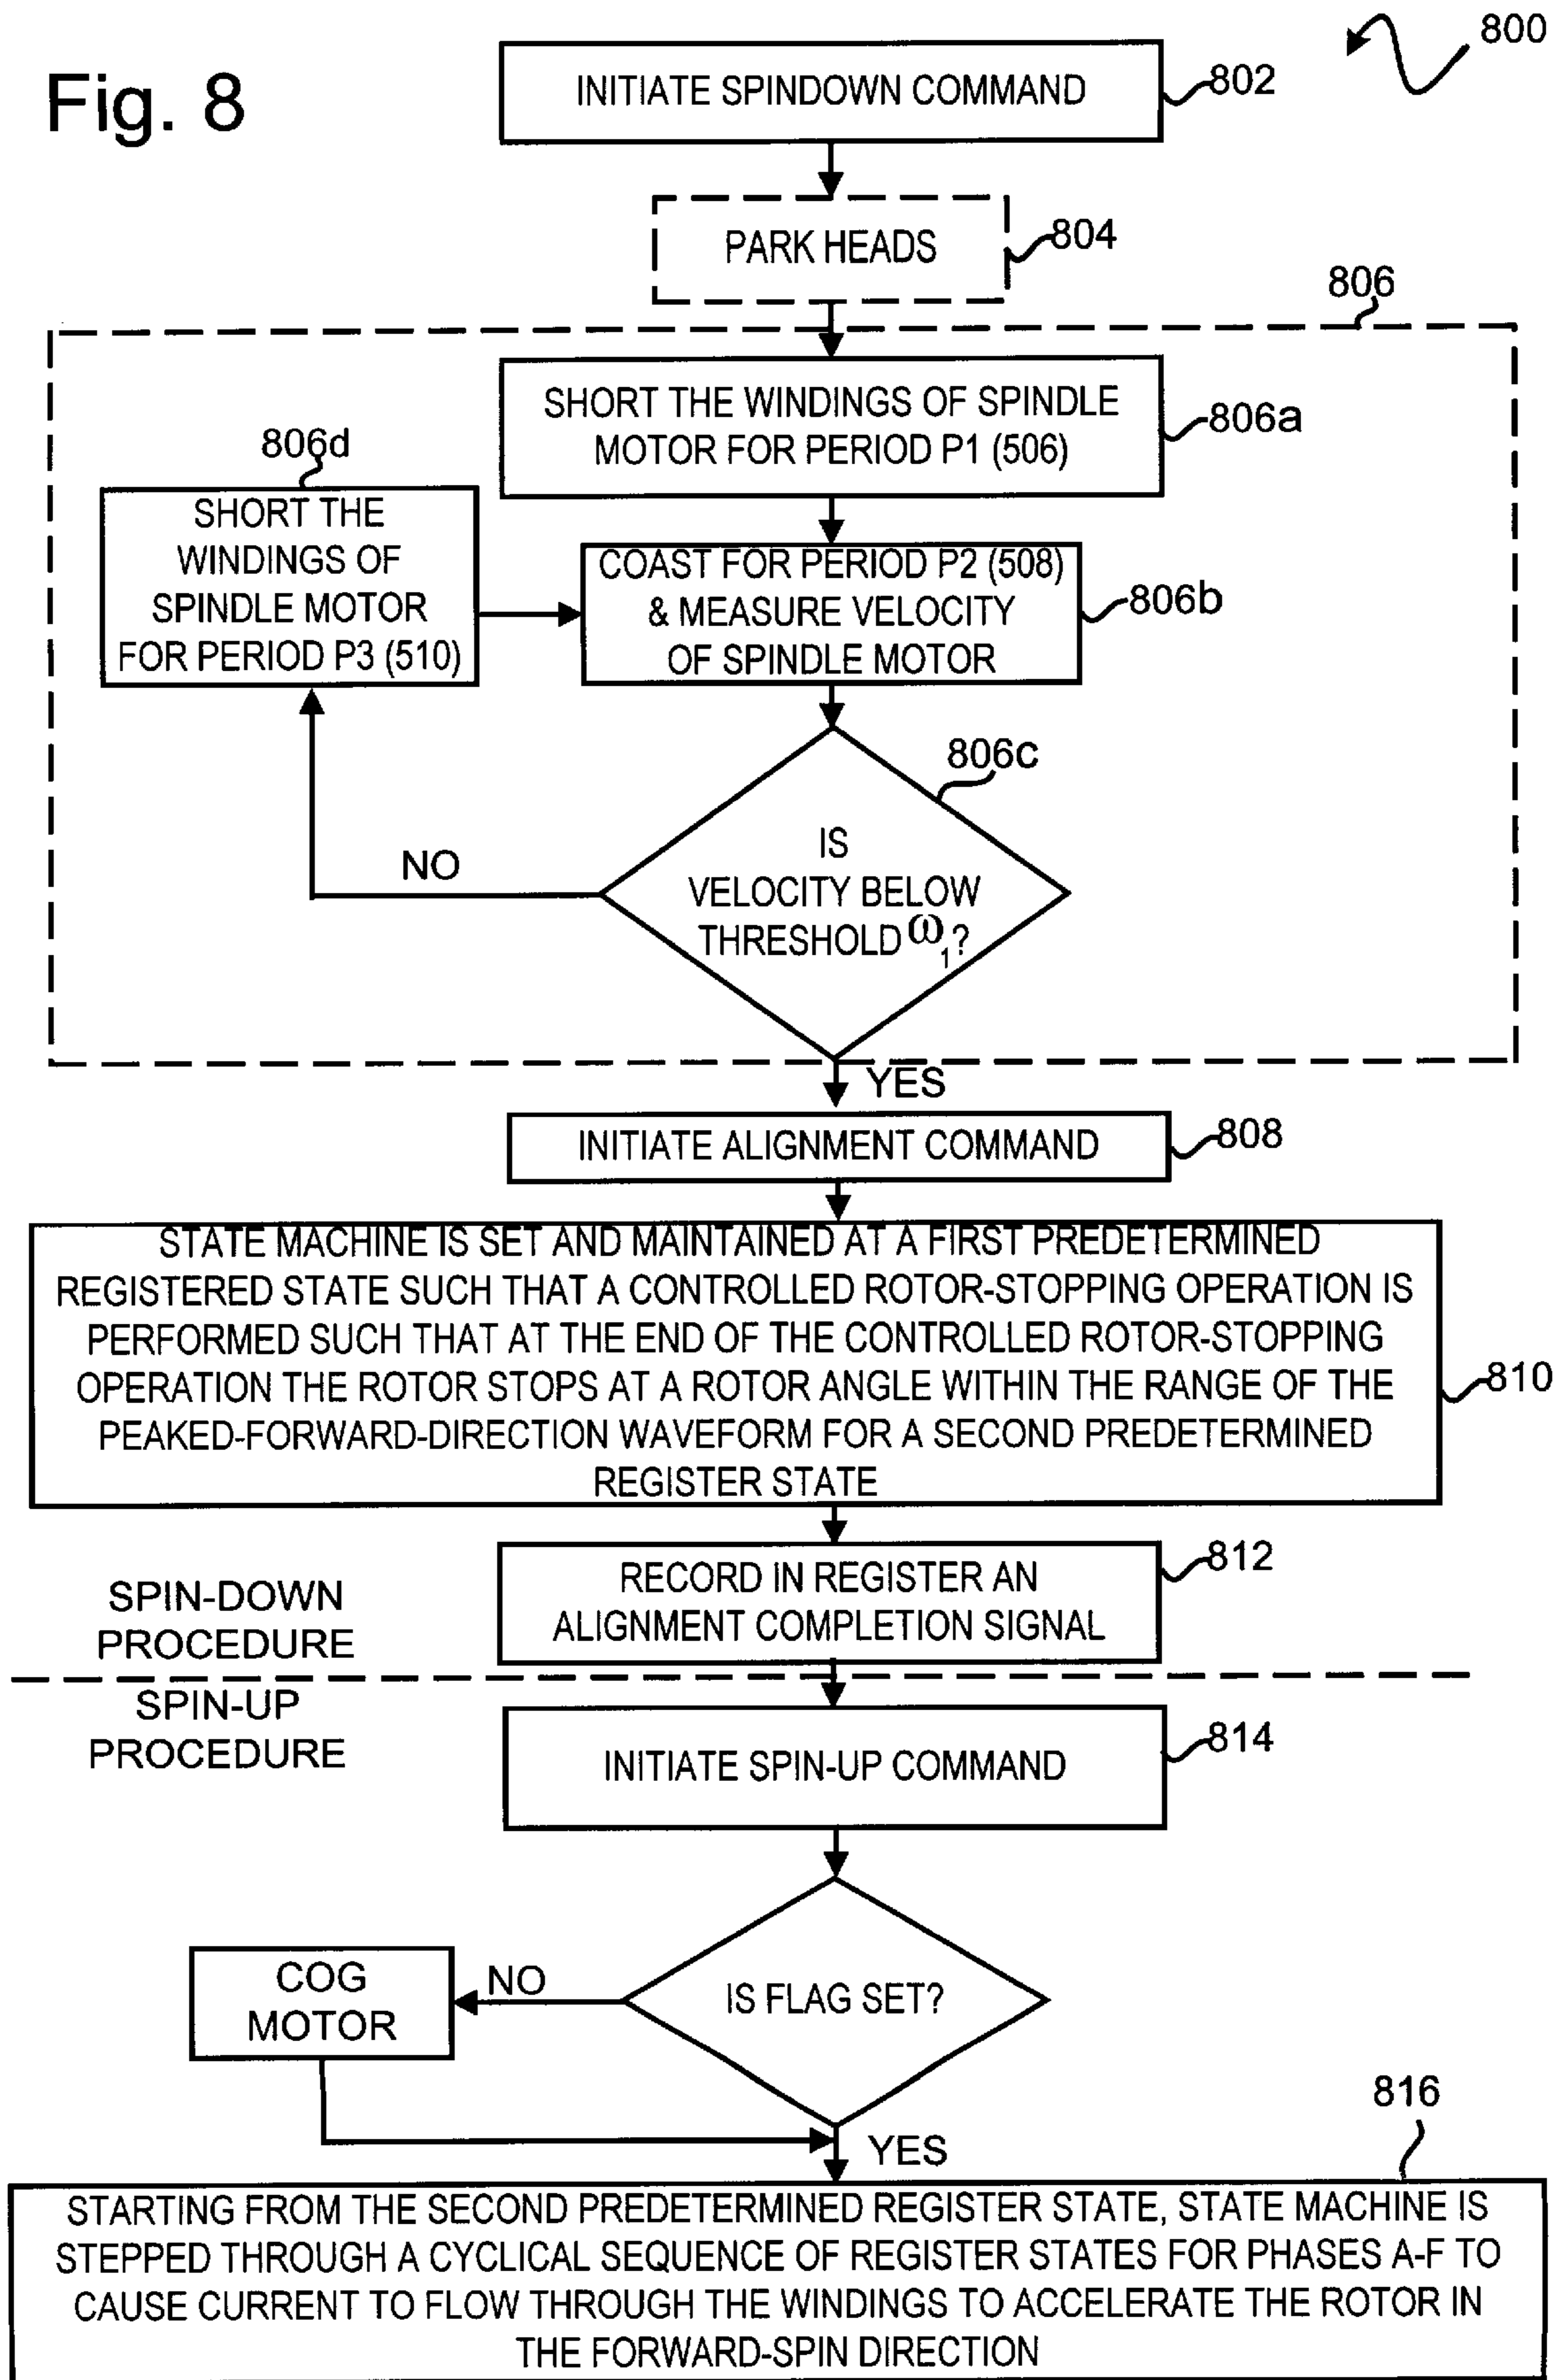 Fig. 8
800
INITIATE SPINDOWN COMMAND
802
PARK HEADS
804
806
SHORT THE WINDINGS OF SPINDLE
MOTOR FOR PERIOD P1 (506)
806a
806d
SHORT THE
WINDINGS OF
SPINDLE MOTOR
FOR PERIOD P3 (510)
COAST FOR PERIOD P2 (508)
& MEASURE VELOCITY
OF SPINDLE MOTOR
806b
806c
IS
VELOCITY BELOW
THRESHOLD ω1?
NO
YES
INITIATE ALIGNMENT COMMAND
808
STATE MACHINE IS SET AND MAINTAINED AT A FIRST PREDETERMINED
REGISTERED STATE SUCH THAT A CONTROLLED ROTOR-STOPPING OPERATION IS
PERFORMED SUCH THAT AT THE END OF THE CONTROLLED ROTOR-STOPPING
OPERATION THE ROTOR STOPS AT A ROTOR ANGLE WITHIN THE RANGE OF THE
PEAKED-FORWARD-DIRECTION WAVEFORM FOR A SECOND PREDETERMINED
REGISTER STATE
810
RECORD IN REGISTER AN
ALIGNMENT COMPLETION SIGNAL
812
SPIN-DOWN
PROCEDURE
SPIN-UP
PROCEDURE
INITIATE SPIN-UP COMMAND
814
IS FLAG SET?
NO
COG
MOTOR
YES
816
STARTING FROM THE SECOND PREDETERMINED REGISTER STATE, STATE MACHINE IS
STEPPED THROUGH A CYCLICAL SEQUENCE OF REGISTER STATES FOR PHASES A-F TO
CAUSE CURRENT TO FLOW THROUGH THE WINDINGS TO ACCELERATE THE ROTOR IN
THE FORWARD-SPIN DIRECTION